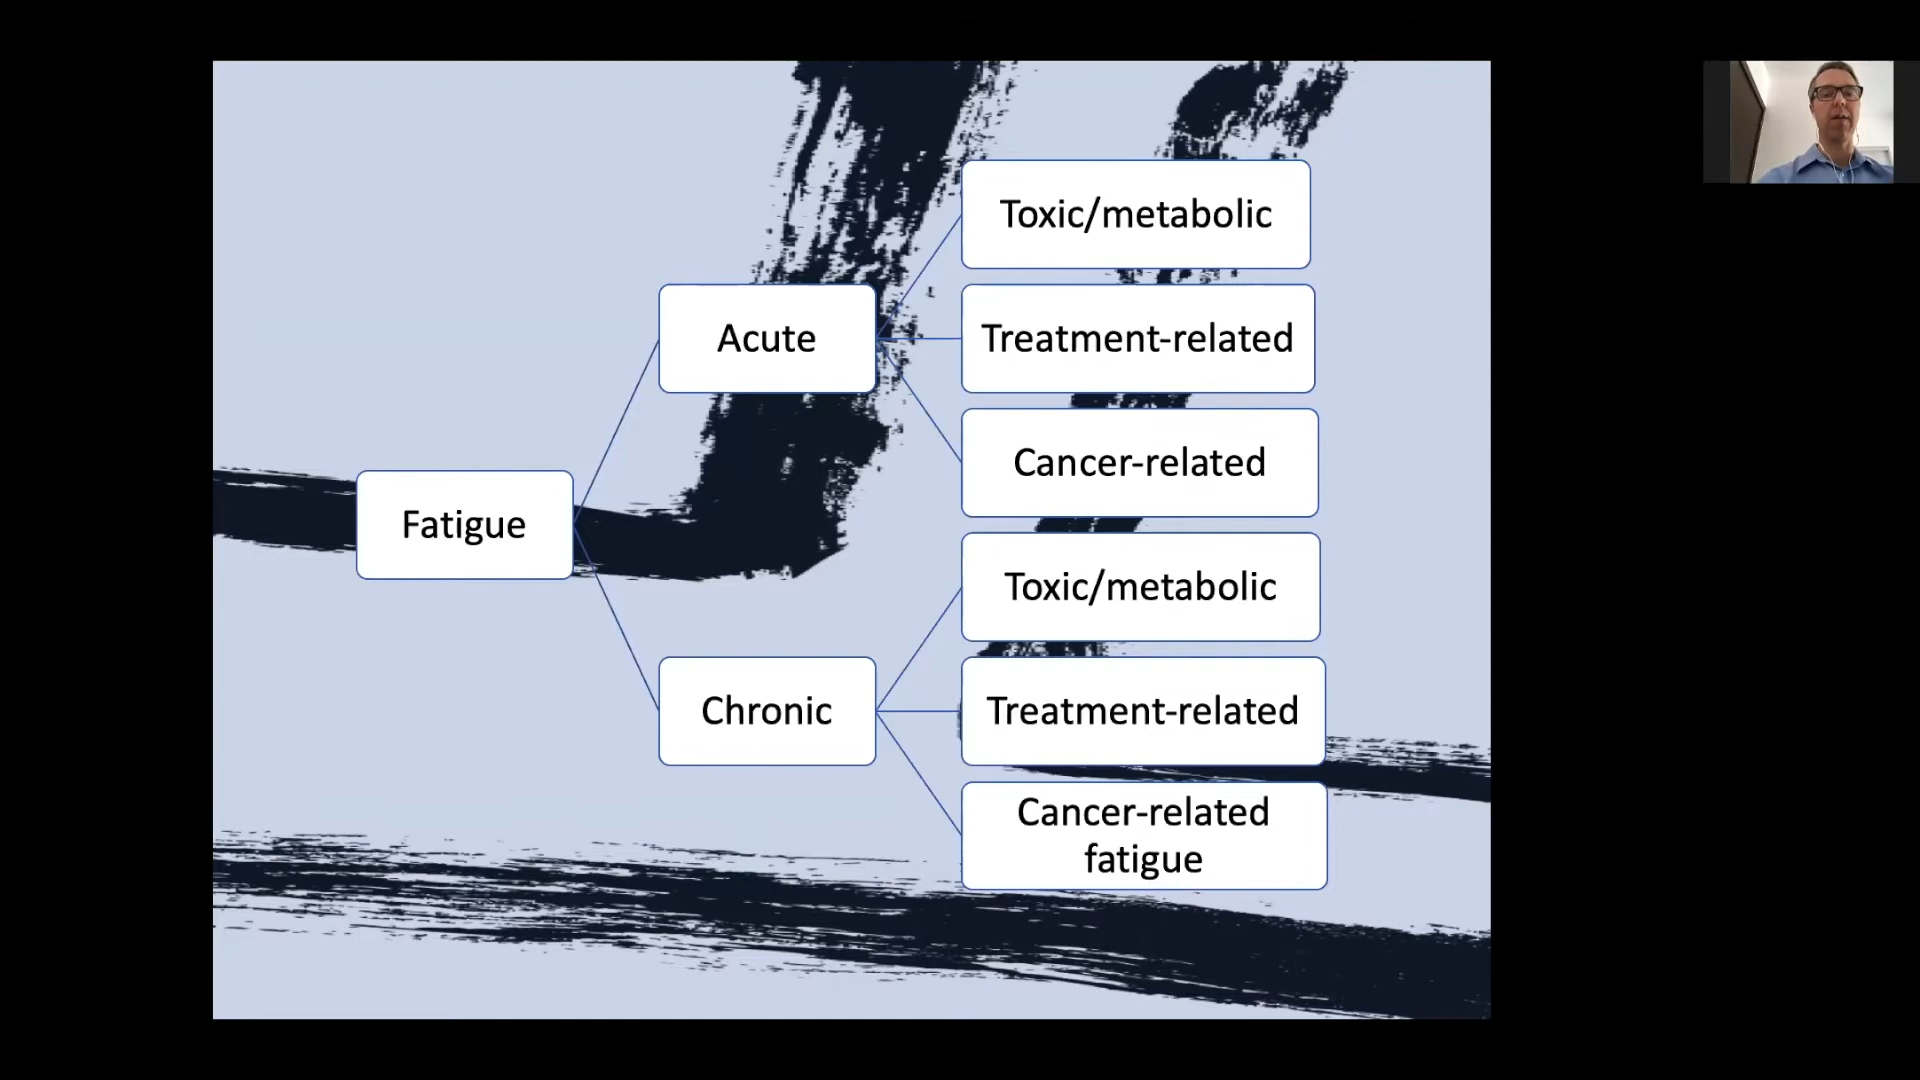 Toxic/metabolic
Acute
Treatment-related
Cancer-related
Fatigue
Toxic/metabolic
Chronic
Treatment-related
Cancer-related
fatigue